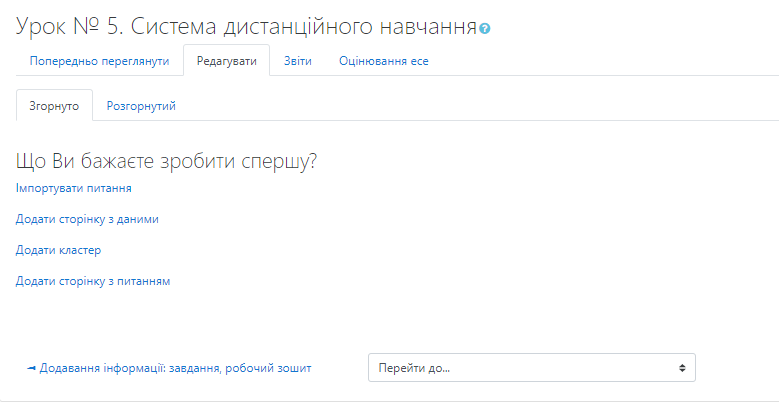 Урок № 5. Система дистанційного навчання?
Попередньо переглянути Редагувати Звіти Оцінювання есе
Згорнуто Розгорнутий
Що Ви бажаєте зробити спершу?
Імпортувати питання
Додати сторінку з даними
Додати кластер
Додати сторінку з питанням
◄ Додавання інформації: завдання, робочий зошит Перейти до...